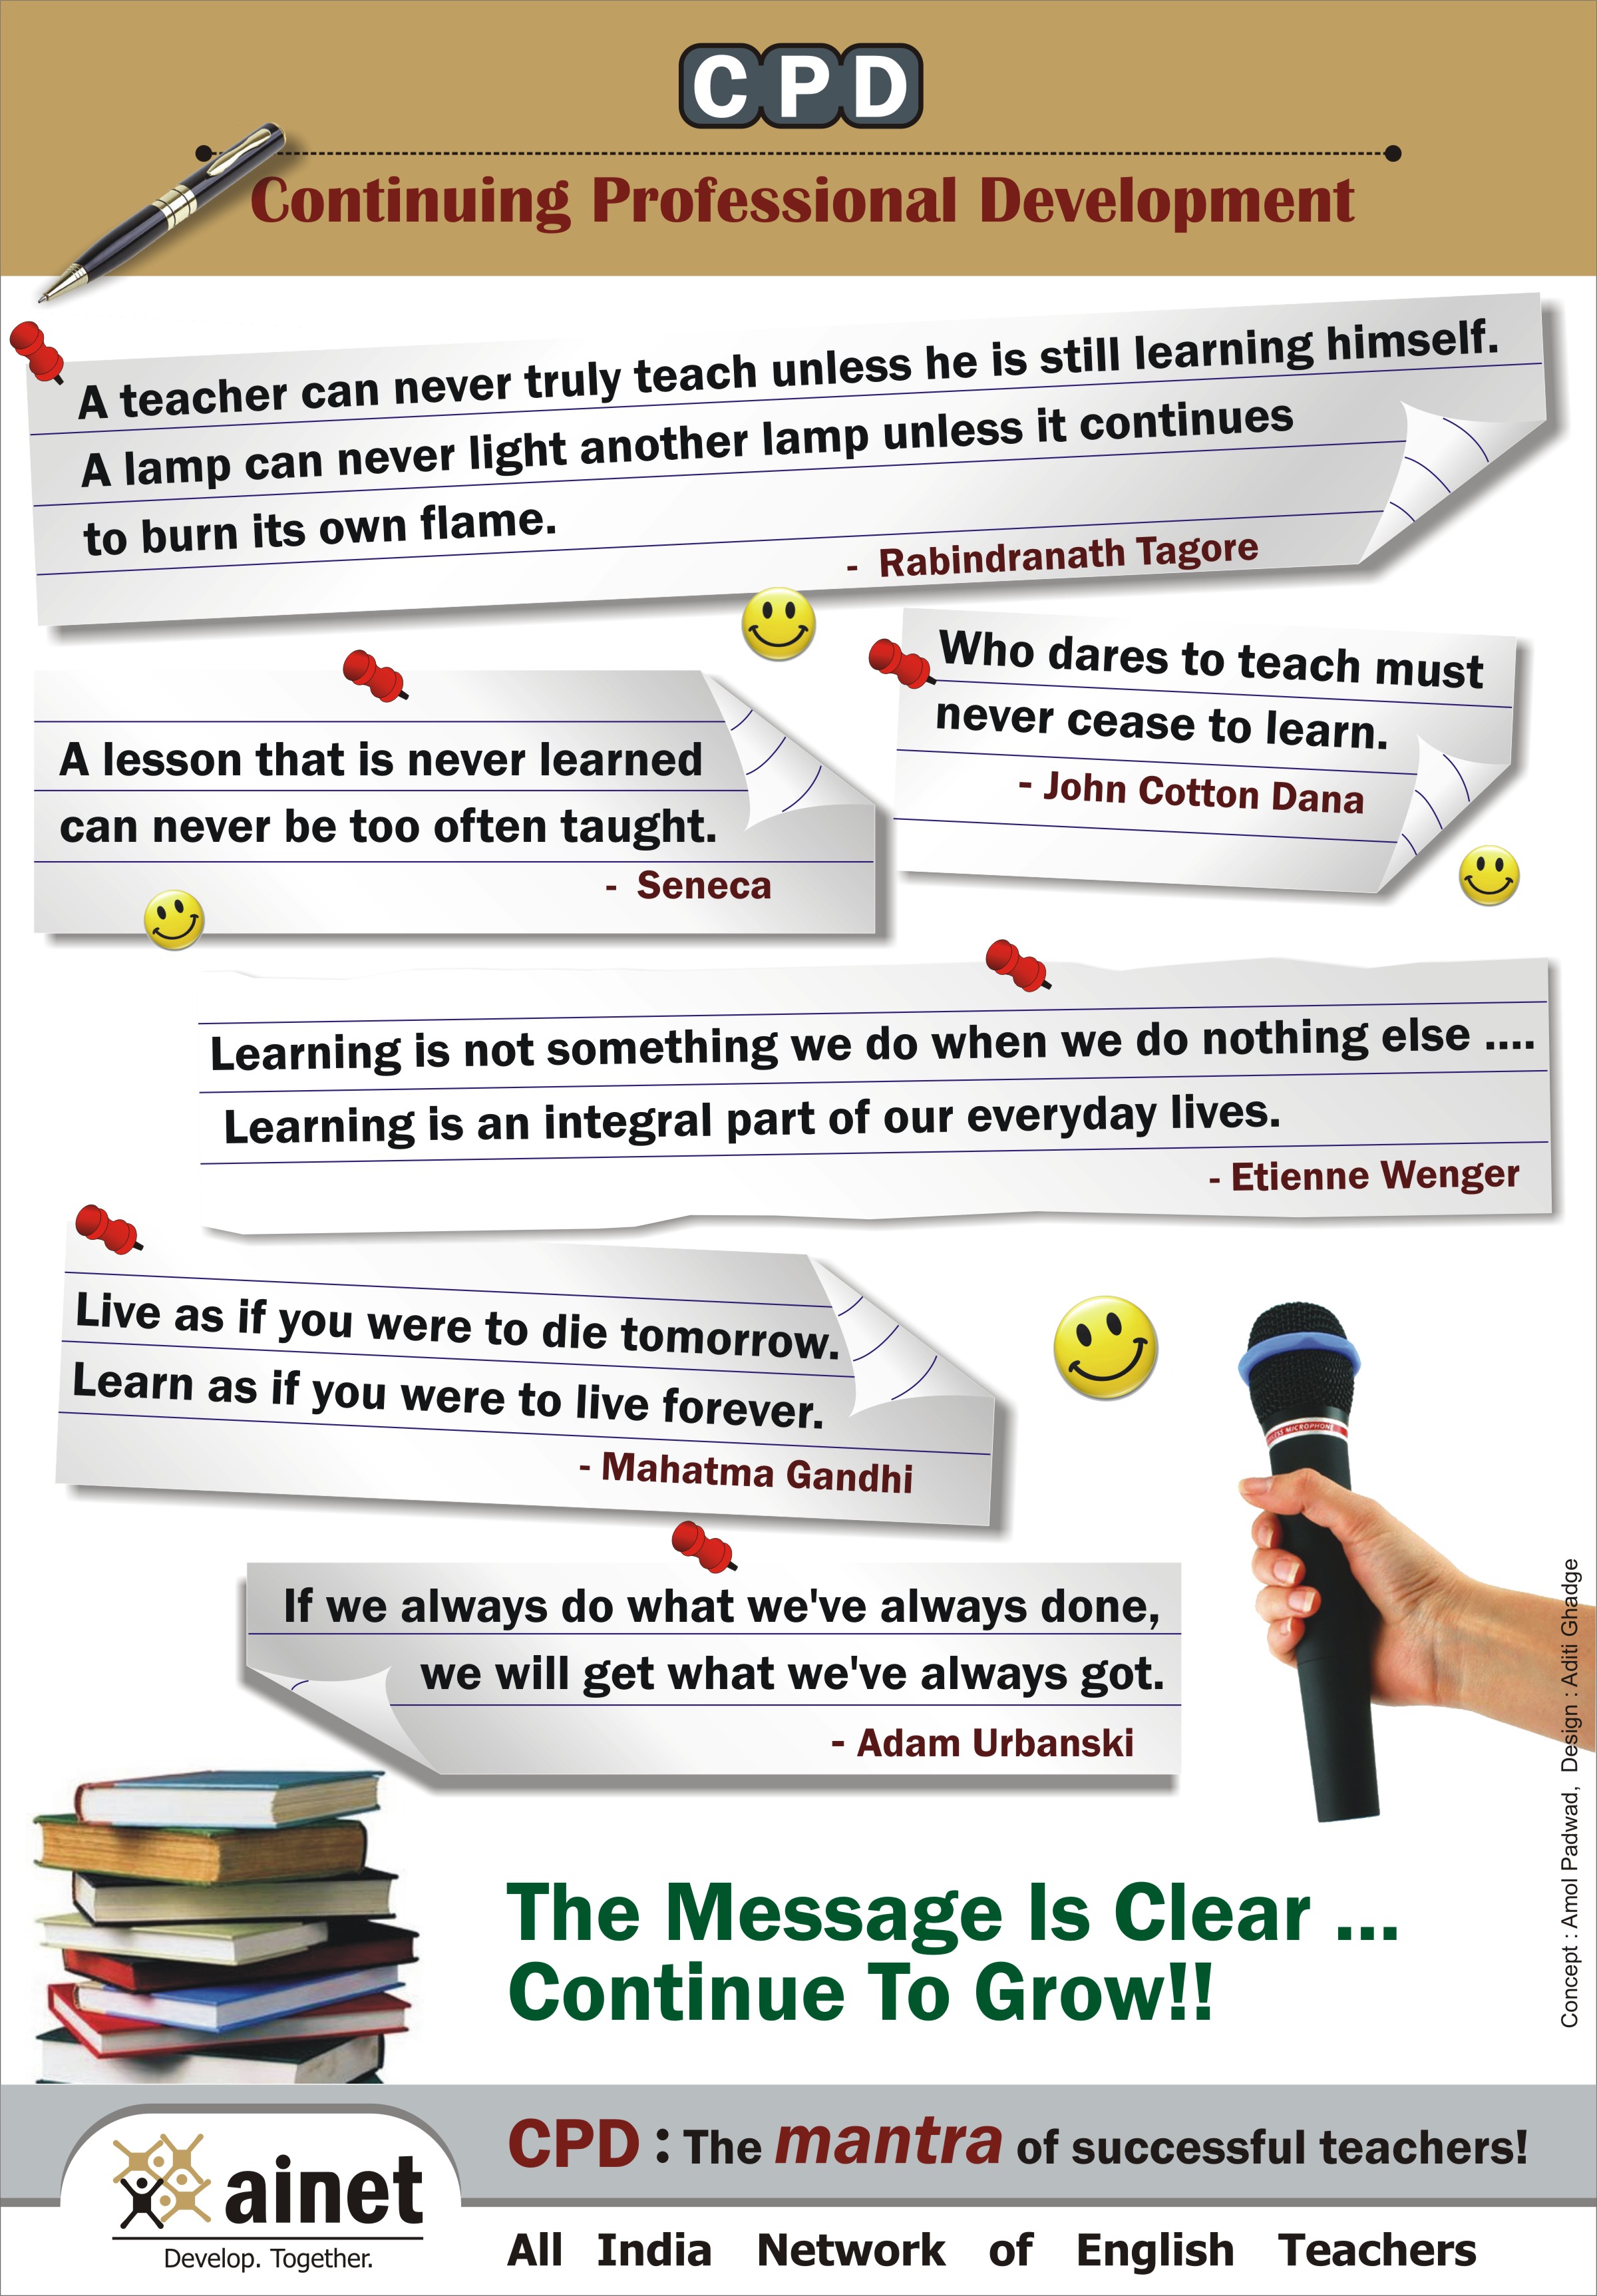 CPD
Continuing Professional Development
A teacher can never truly teach unless he is still learning himself.
A lamp can never light another lamp unless it continues
to burn its own flame.
- Rabindranath Tagore
Who dares to teach must
never cease to learn.
- John Cotton Dana
A lesson that is never learned
can never be too often taught.
- Seneca
Learning is not something we do when we do nothing else ....
Learning is an integral part of our everyday lives.
- Etienne Wenger
Live as if you were to die tomorrow.
Learn as if you were to live forever.
- Mahatma Gandhi
If we always do what we've always done,
we will get what we've always got.
- Adam Urbanski
MICROPHONE
The Message Is Clear ...
Continue To Grow!!
Concept : Amol Padwad, Design : Aditi Ghadge
CPD : The mantra of successful teachers!
ainet
Develop. Together.
All India Network of English Teachers